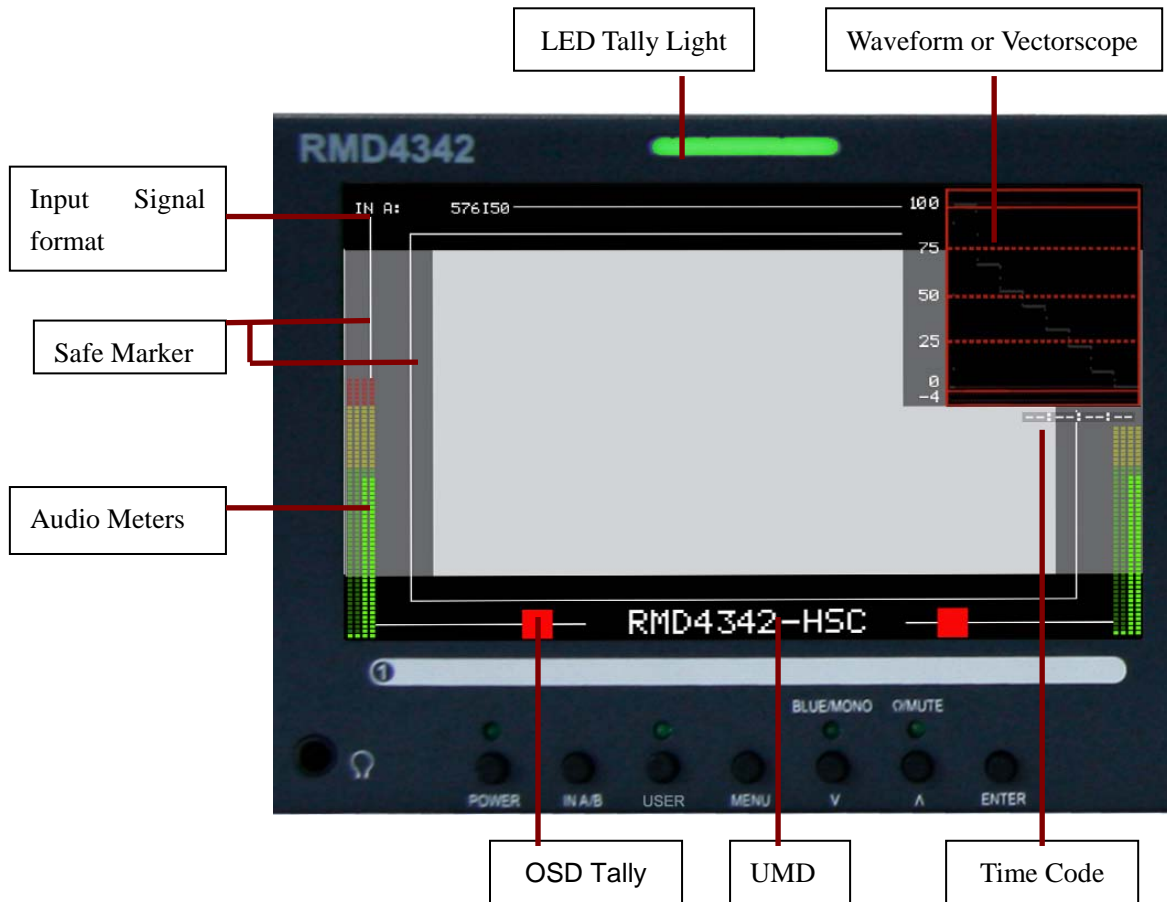 LED Tally Light
Waveform or Vectorscope
RMD4342
Input Signal
format
IN A: 576I50
100
75
50
25
0
-4
Safe Marker
--:--:--:--
Audio Meters
RMD4342-HSC
1
BLUE/MONO
Ω/MUTE
Ω
POWER
IN A/B
USER
MENU
V
Λ
ENTER
OSD Tally
UMD
Time Code